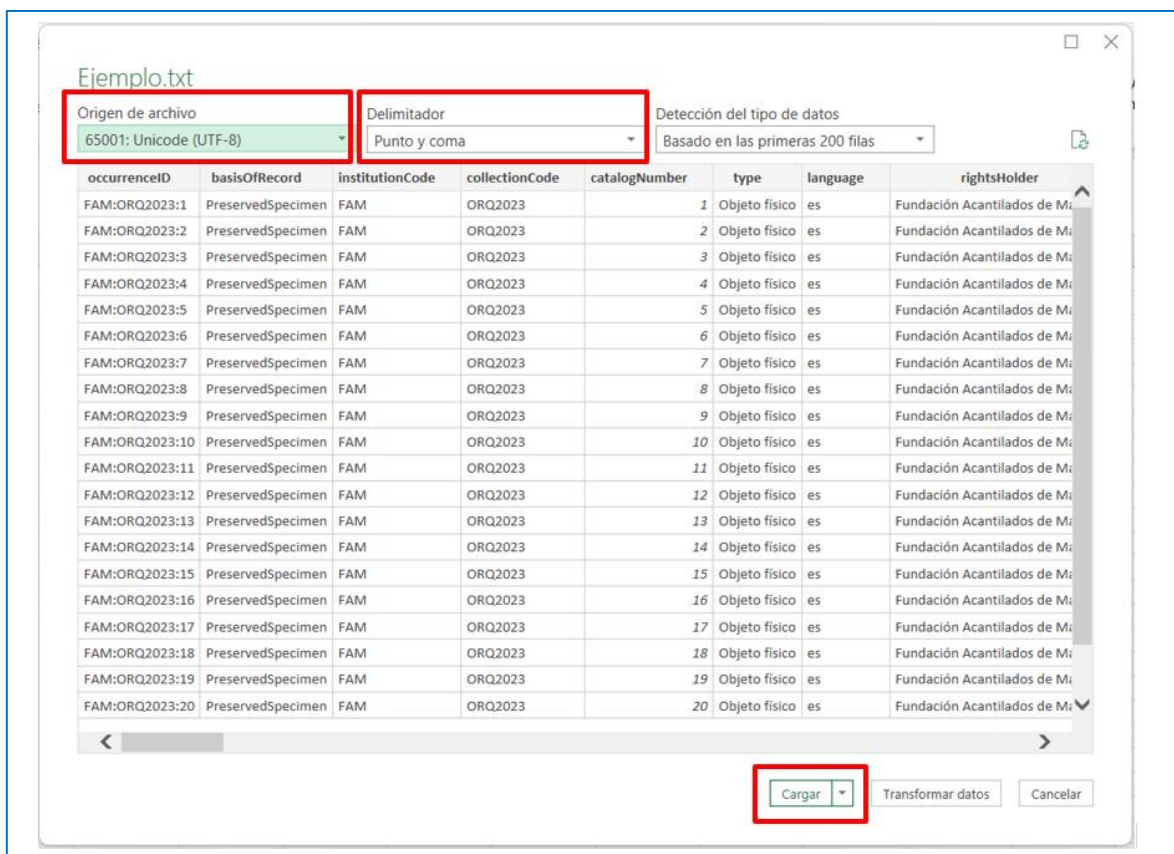 Ejemplo.txt
Origen de archivo Delimitador Detección del tipo de datos
65001: Unicode (UTF-8) Punto y coma Basado en las primeras 200 filas
occurrenceID basisOfRecord institutionCode collectionCode catalogNumber type language rightsHolder
FAM:ORQ2023:1 PreservedSpecimen FAM ORQ2023 1 Objeto físico es Fundación Acantilados de Ma
FAM:ORQ2023:2 PreservedSpecimen FAM ORQ2023 2 Objeto físico es Fundación Acantilados de Ma
FAM:ORQ2023:3 PreservedSpecimen FAM ORQ2023 3 Objeto físico es Fundación Acantilados de Ma
FAM:ORQ2023:4 PreservedSpecimen FAM ORQ2023 4 Objeto físico es Fundación Acantilados de Ma
FAM:ORQ2023:5 PreservedSpecimen FAM ORQ2023 5 Objeto físico es Fundación Acantilados de Ma
FAM:ORQ2023:6 PreservedSpecimen FAM ORQ2023 6 Objeto físico es Fundación Acantilados de Ma
FAM:ORQ2023:7 PreservedSpecimen FAM ORQ2023 7 Objeto físico es Fundación Acantilados de Ma
FAM:ORQ2023:8 PreservedSpecimen FAM ORQ2023 8 Objeto físico es Fundación Acantilados de Ma
FAM:ORQ2023:9 PreservedSpecimen FAM ORQ2023 9 Objeto físico es Fundación Acantilados de Ma
FAM:ORQ2023:10 PreservedSpecimen FAM ORQ2023 10 Objeto físico es Fundación Acantilados de Ma
FAM:ORQ2023:11 PreservedSpecimen FAM ORQ2023 11 Objeto físico es Fundación Acantilados de Ma
FAM:ORQ2023:12 PreservedSpecimen FAM ORQ2023 12 Objeto físico es Fundación Acantilados de Ma
FAM:ORQ2023:13 PreservedSpecimen FAM ORQ2023 13 Objeto físico es Fundación Acantilados de Ma
FAM:ORQ2023:14 PreservedSpecimen FAM ORQ2023 14 Objeto físico es Fundación Acantilados de Ma
FAM:ORQ2023:15 PreservedSpecimen FAM ORQ2023 15 Objeto físico es Fundación Acantilados de Ma
FAM:ORQ2023:16 PreservedSpecimen FAM ORQ2023 16 Objeto físico es Fundación Acantilados de Ma
FAM:ORQ2023:17 PreservedSpecimen FAM ORQ2023 17 Objeto físico es Fundación Acantilados de Ma
FAM:ORQ2023:18 PreservedSpecimen FAM ORQ2023 18 Objeto físico es Fundación Acantilados de Ma
FAM:ORQ2023:19 PreservedSpecimen FAM ORQ2023 19 Objeto físico es Fundación Acantilados de Ma
FAM:ORQ2023:20 PreservedSpecimen FAM ORQ2023 20 Objeto físico es Fundación Acantilados de Ma
Cargar Transformar datos Cancelar